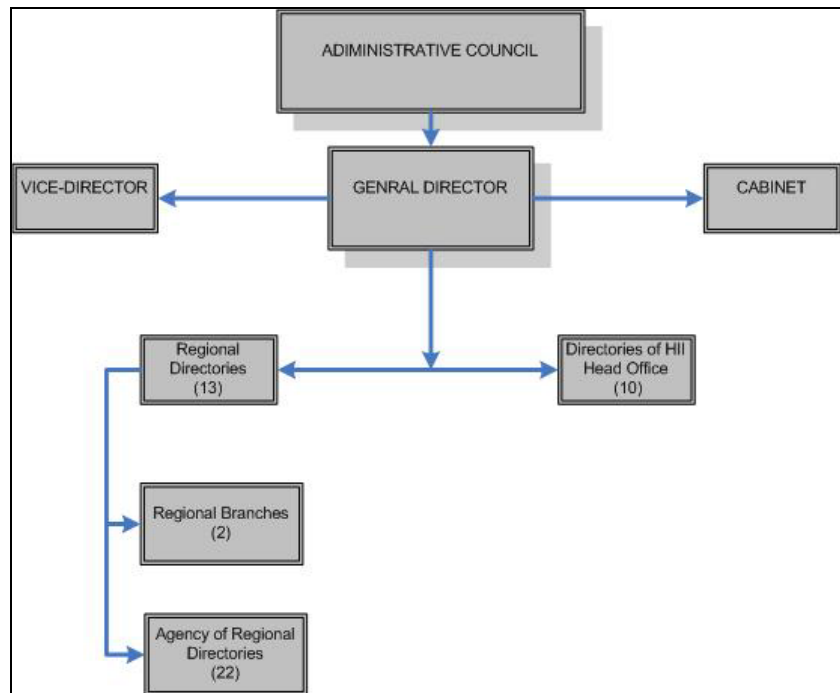 ADIMINISTRATIVE COUNCIL
VICE-DIRECTOR
GENRAL DIRECTOR
CABINET
Regional
Directories
(13)
Directories of HII
Head Office
(10)
Regional Branches
(2)
Agency of Regional
Directories
(22)